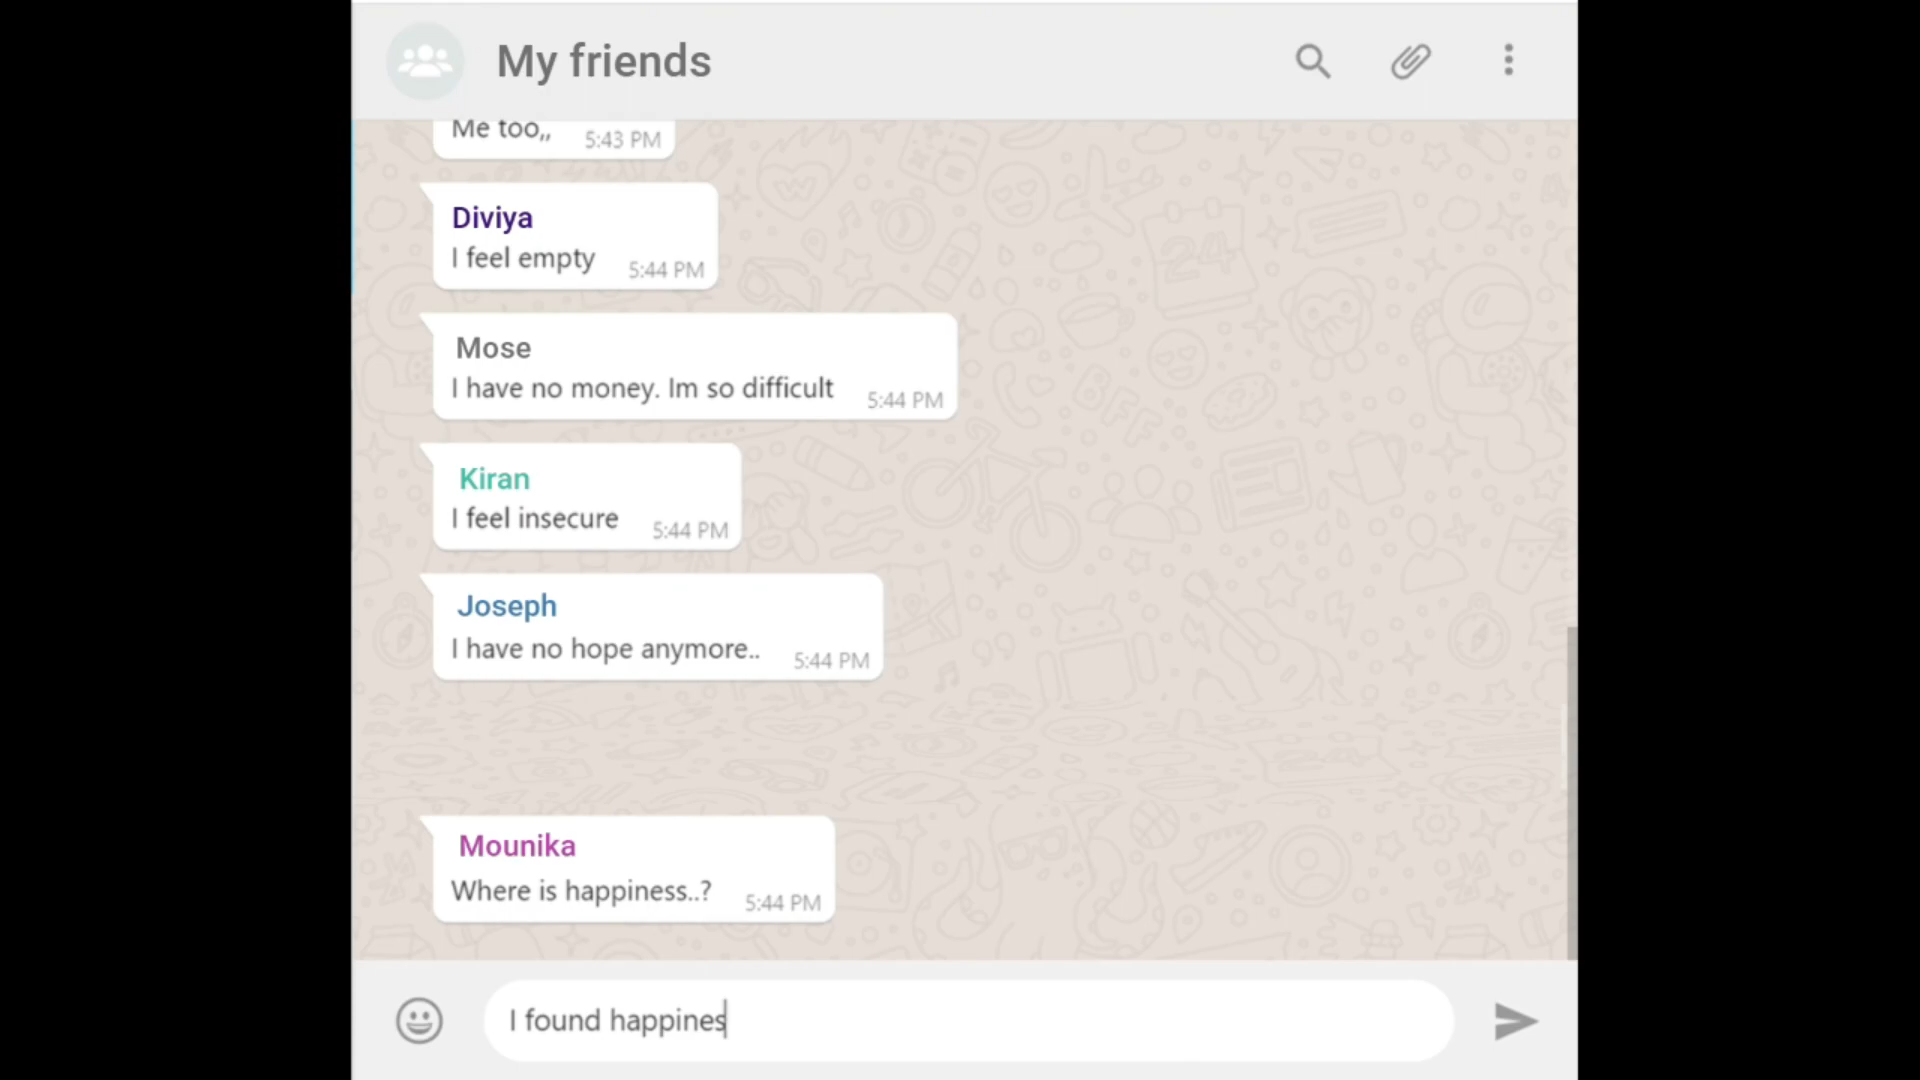 My friends
Me too,, 5:43 PM
Diviya
I feel empty 5:44 PM
Mose
I have no money. Im so difficult 5:44 PM
Kiran
I feel insecure 5:44 PM
Joseph
I have no hope anymore.. 5:44 PM
Mounika
Where is happiness..? 5:44 PM
I found happines